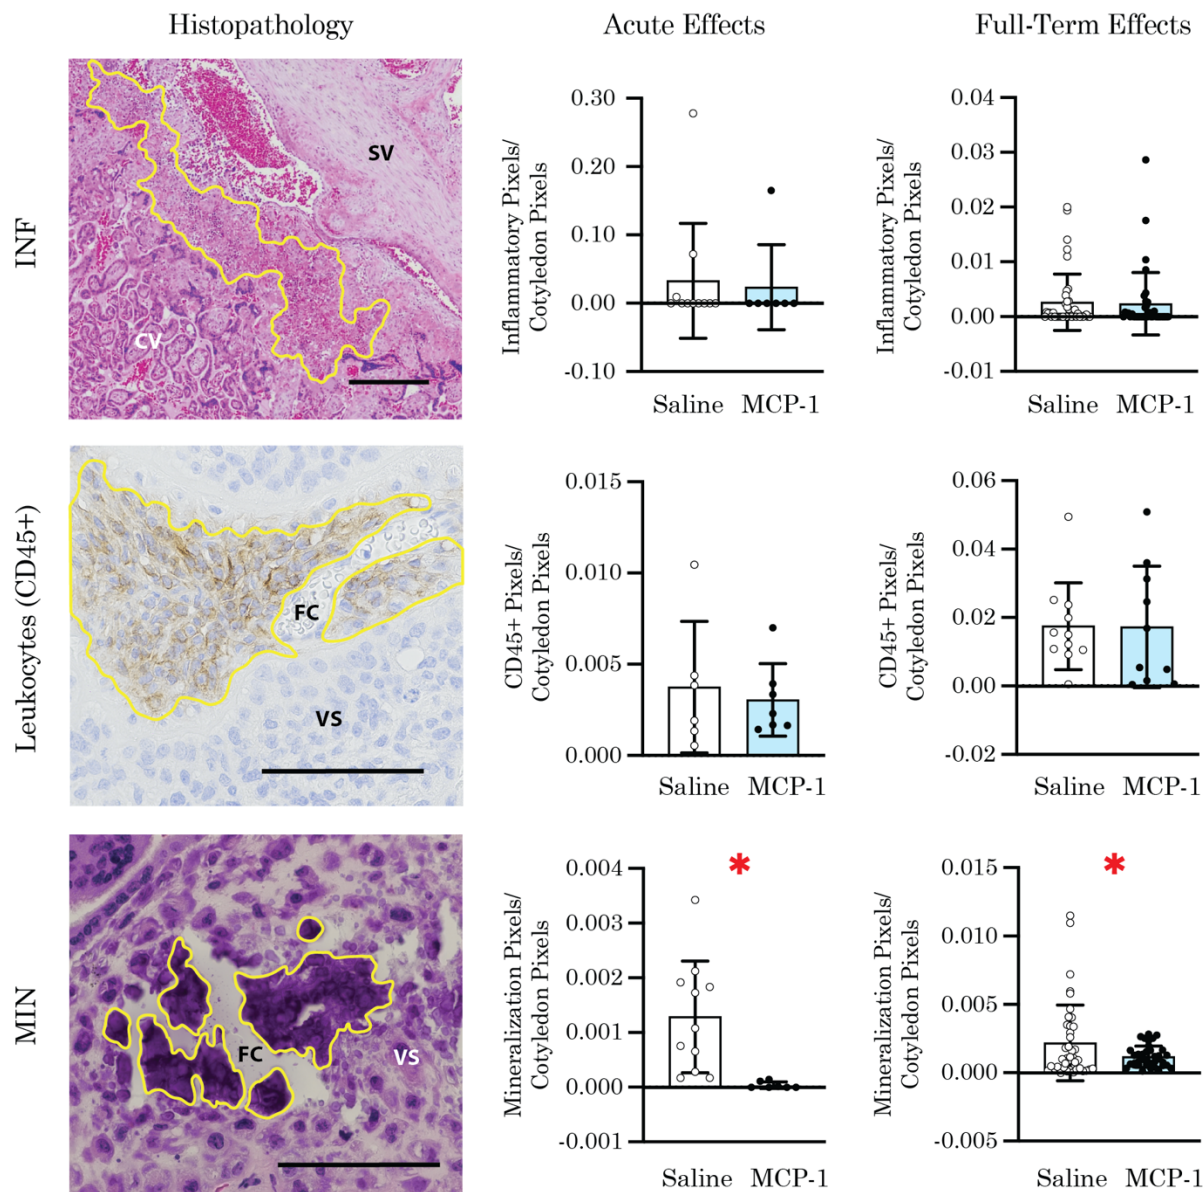 Histopathology
Acute Effects
Full-Term Effects
INF
SV
CV
Inflammatory Pixels/
Cotyledon Pixels
0.30
0.20
0.10
0.00
-0.10
Saline MCP-1
Inflammatory Pixels/
Cotyledon Pixels
0.04
0.03
0.02
0.01
0.00
-0.01
Saline MCP-1
Leukocytes (CD45+)
FC
VS
CD45+ Pixels/
Cotyledon Pixels
0.015
0.010
0.005
0.000
Saline MCP-1
CD45+ Pixels/
Cotyledon Pixels
0.06
0.04
0.02
0.00
-0.02
Saline MCP-1
MIN
FC
VS
Mineralization Pixels/
Cotyledon Pixels
0.004
0.003
0.002
0.001
0.000
-0.001
*
Saline MCP-1
Mineralization Pixels/
Cotyledon Pixels
0.015
0.010
0.005
0.000
-0.005
*
Saline MCP-1